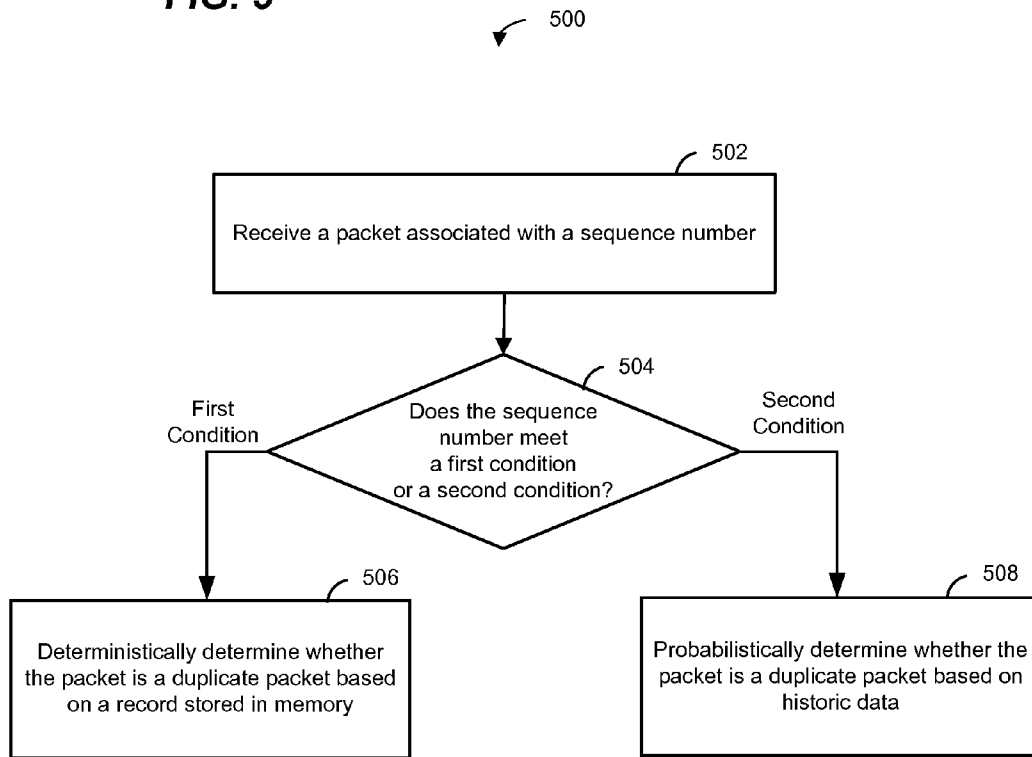 FIG.
500
502
Receive a packet associated with a sequence number
504
Does the sequence
number meet
a first condition
or a second condition?
First
Condition
Second
Condition
506
Deterministically determine whether
the packet is a duplicate packet based
on a record stored in memory
508
Probabilistically determine whether the
packet is a duplicate packet based on
historic data